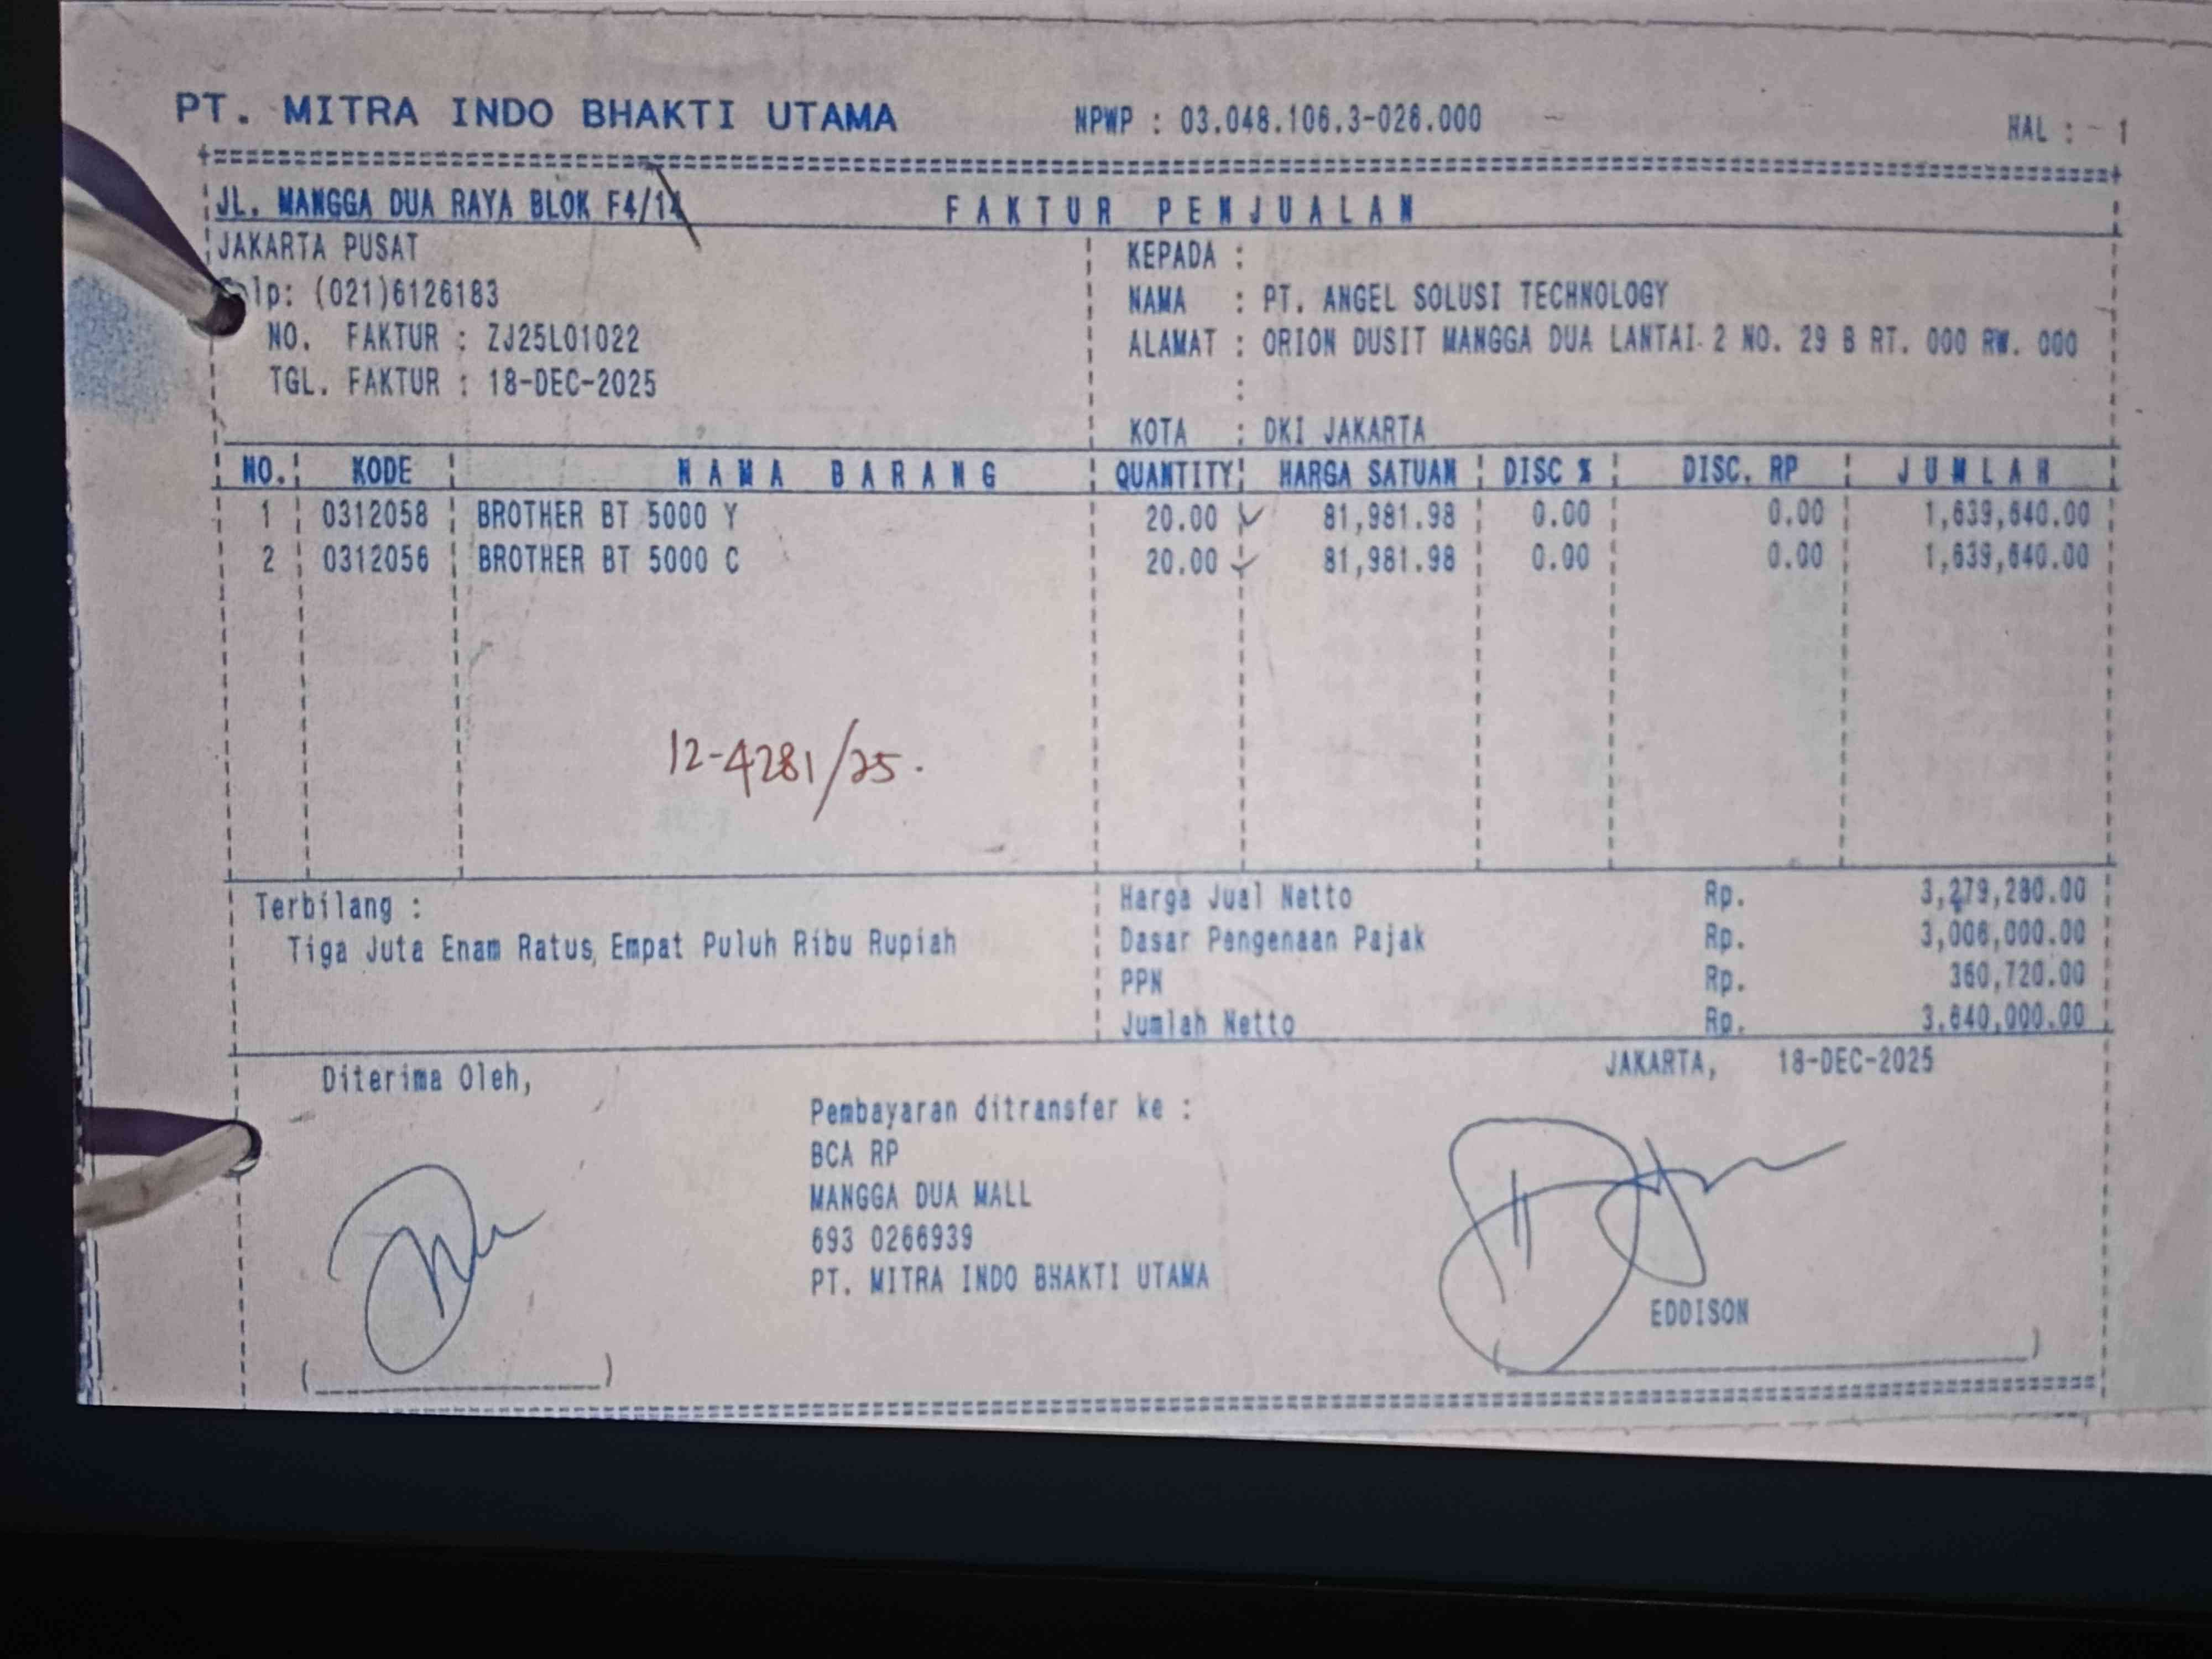 PT. MITRA INDO BHAKTI UTAMA NPWP : 03.048.106.3-026.000 HAL : 1
JL. MANGGA DUA RAYA BLOK F4/ FAKTUR PENJUALAN
JAKARTA PUSAT KEPADA :
lp: (021)6126183 NAMA : PT. ANGEL SOLUSI TECHNOLOGY
NO. FAKTUR : ZJ25L01022 ALAMAT : ORION DUSIT MANGGA DUA LANTAI 2 NO. 29 B RT. 000 RW. 000
TGL. FAKTUR : 18-DEC-2025 :
KOTA : DKI JAKARTA
NO. KODE NAMA BARANG QUANTITY HARGA SATUAN DISC % DISC. RP JUMLAH
1 0312058 BROTHER BT 5000 Y 20.00 81,981.98 0.00 0.00 1,639,640.00
2 0312056 BROTHER BT 5000 C 20.00 81,981.98 0.00 0.00 1,639,640.00
12-4281/25.
Terbilang : Harga Jual Netto Rp. 3,279,280.00
Tiga Juta Enam Ratus Empat Puluh Ribu Rupiah Dasar Pengenaan Pajak Rp. 3,006,000.00
PPN Rp. 360,720.00
Jumlah Netto Rp. 3,640,000.00
Diterima Oleh, JAKARTA, 18-DEC-2025
Pembayaran ditransfer ke :
BCA RP
MANGGA DUA MALL
693 0266939
PT. MITRA INDO BHAKTI UTAMA
EDDISON